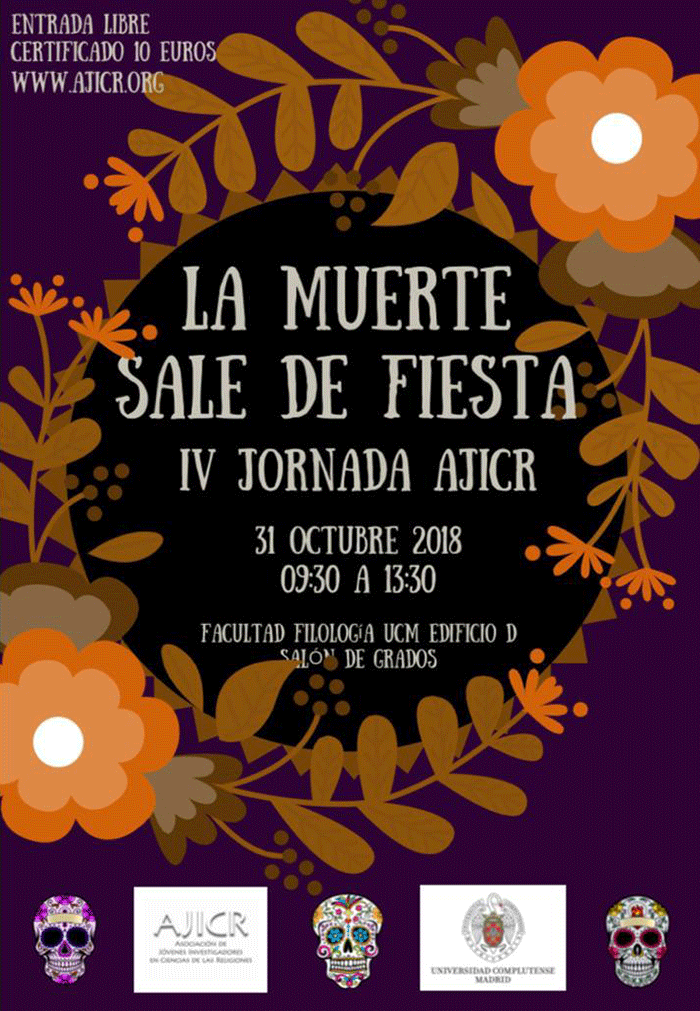 ENTRADA LIBRE
CERTIFICADO 10 EUROS
WWW.AJICR.ORG
LA MUERTE
SALE DE FIESTA
IV JORNADA AJICR
31 OCTUBRE 2018
09:30 A 13:30
FACULTAD FILOLOGÍA UCM EDIFICIO D
SALÓN DE GRADOS
AJICR
ASOCIACIÓN DE
JÓVENES INVESTIGADORES
EN CIENCIAS DE LAS RELIGIONES
UNIVERSIDAD COMPLUTENSE
MADRID